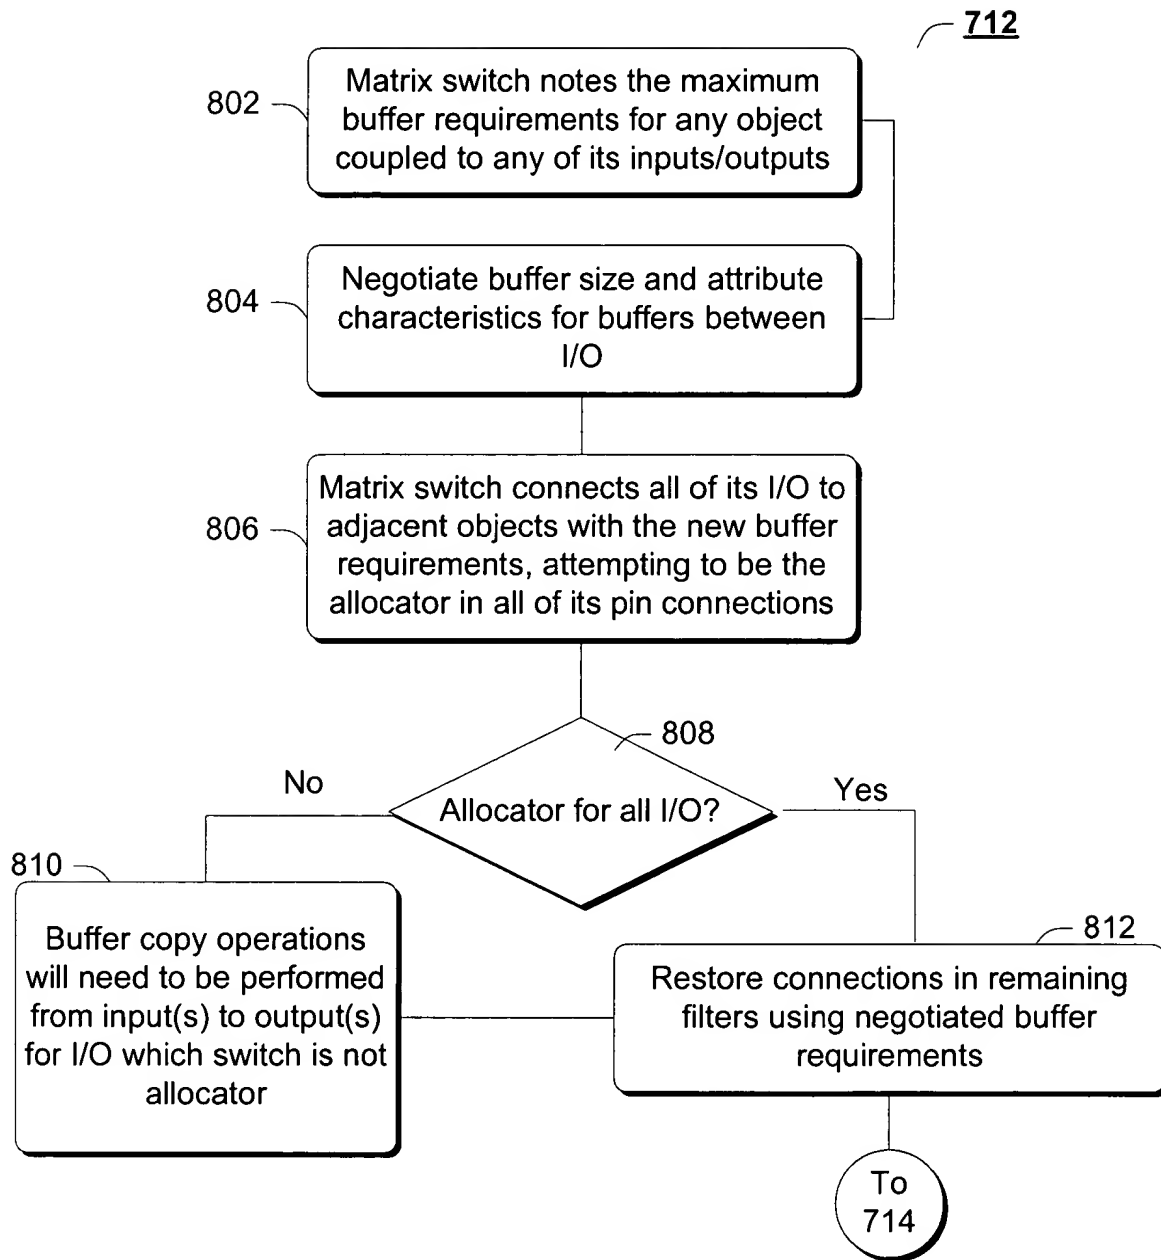 712
802
Matrix switch notes the maximum
buffer requirements for any object
coupled to any of its inputs/outputs
804
Negotiate buffer size and attribute
characteristics for buffers between
I/O
806
Matrix switch connects all of its I/O to
adjacent objects with the new buffer
requirements, attempting to be the
allocator in all of its pin connections
808
Allocator for all I/O?
No
Yes
810
Buffer copy operations
will need to be performed
from input(s) to output(s)
for I/O which switch is not
allocator
812
Restore connections in remaining
filters using negotiated buffer
requirements
To
714